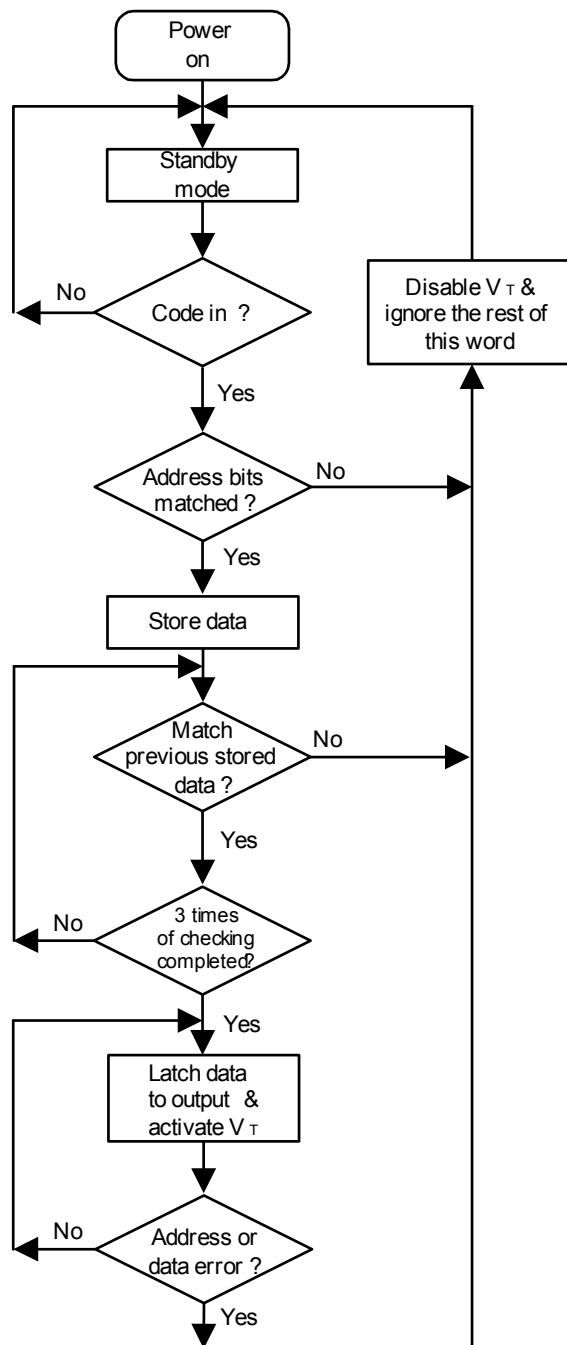 Power
on
Standby
mode
Code in ?
No
Yes
Disable V T &
ignore the rest of
this word
Address bits
matched ?
No
Yes
Store data
Match
previous stored
data ?
No
Yes
3 times
of checking
completed?
No
Yes
Latch data
to output &
activate V T
Address or
data error ?
No
Yes